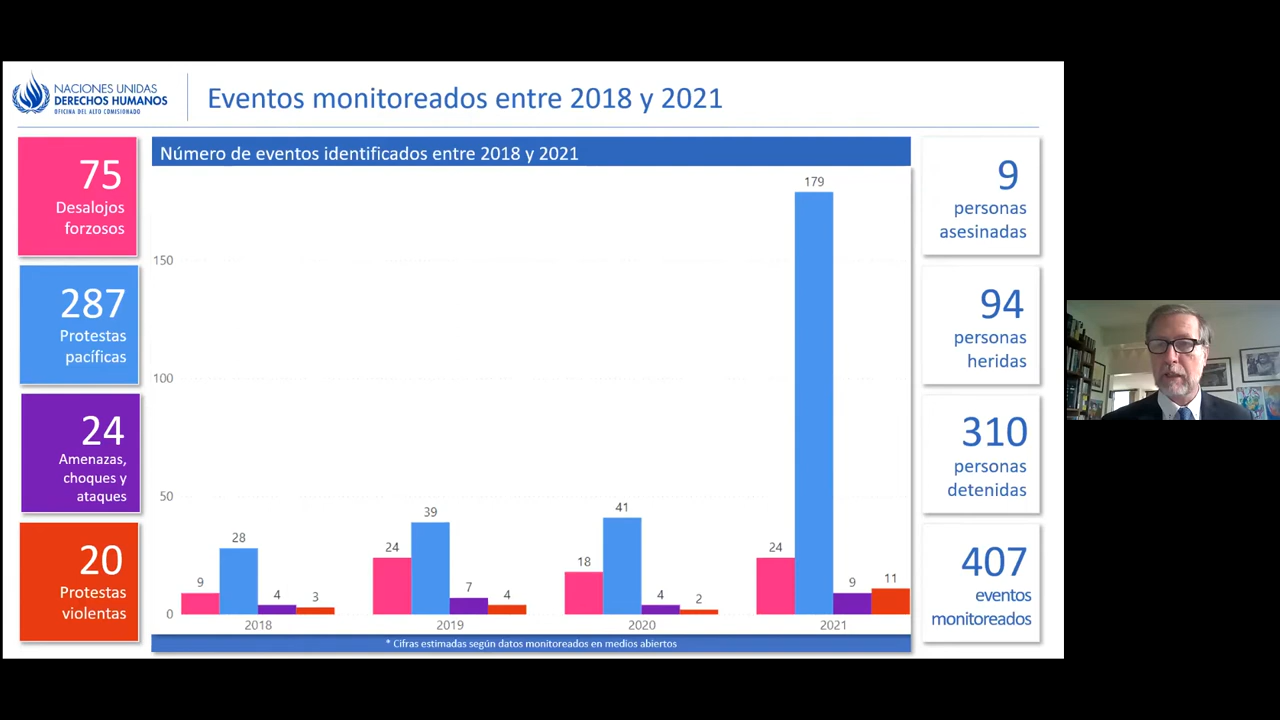 NACIONES UNIDAS
DERECHOS HUMANOS
OFICINA DEL ALTO COMISIONADO
Eventos monitoreados entre 2018 y 2021
75
Desalojos
forzosos
287
Protestas
pacíficas
24
Amenazas,
choques y
ataques
20
Protestas
violentas
Número de eventos identificados entre 2018 y 2021
179
150
100
50
39
41
28
24
18
24
9
4
3
7
4
4
2
9
11
0
2018
2019
2020
2021
* Cifras estimadas según datos monitoreados en medios abiertos
9
personas
asesinadas
94
personas
heridas
310
personas
detenidas
407
eventos
monitoreados